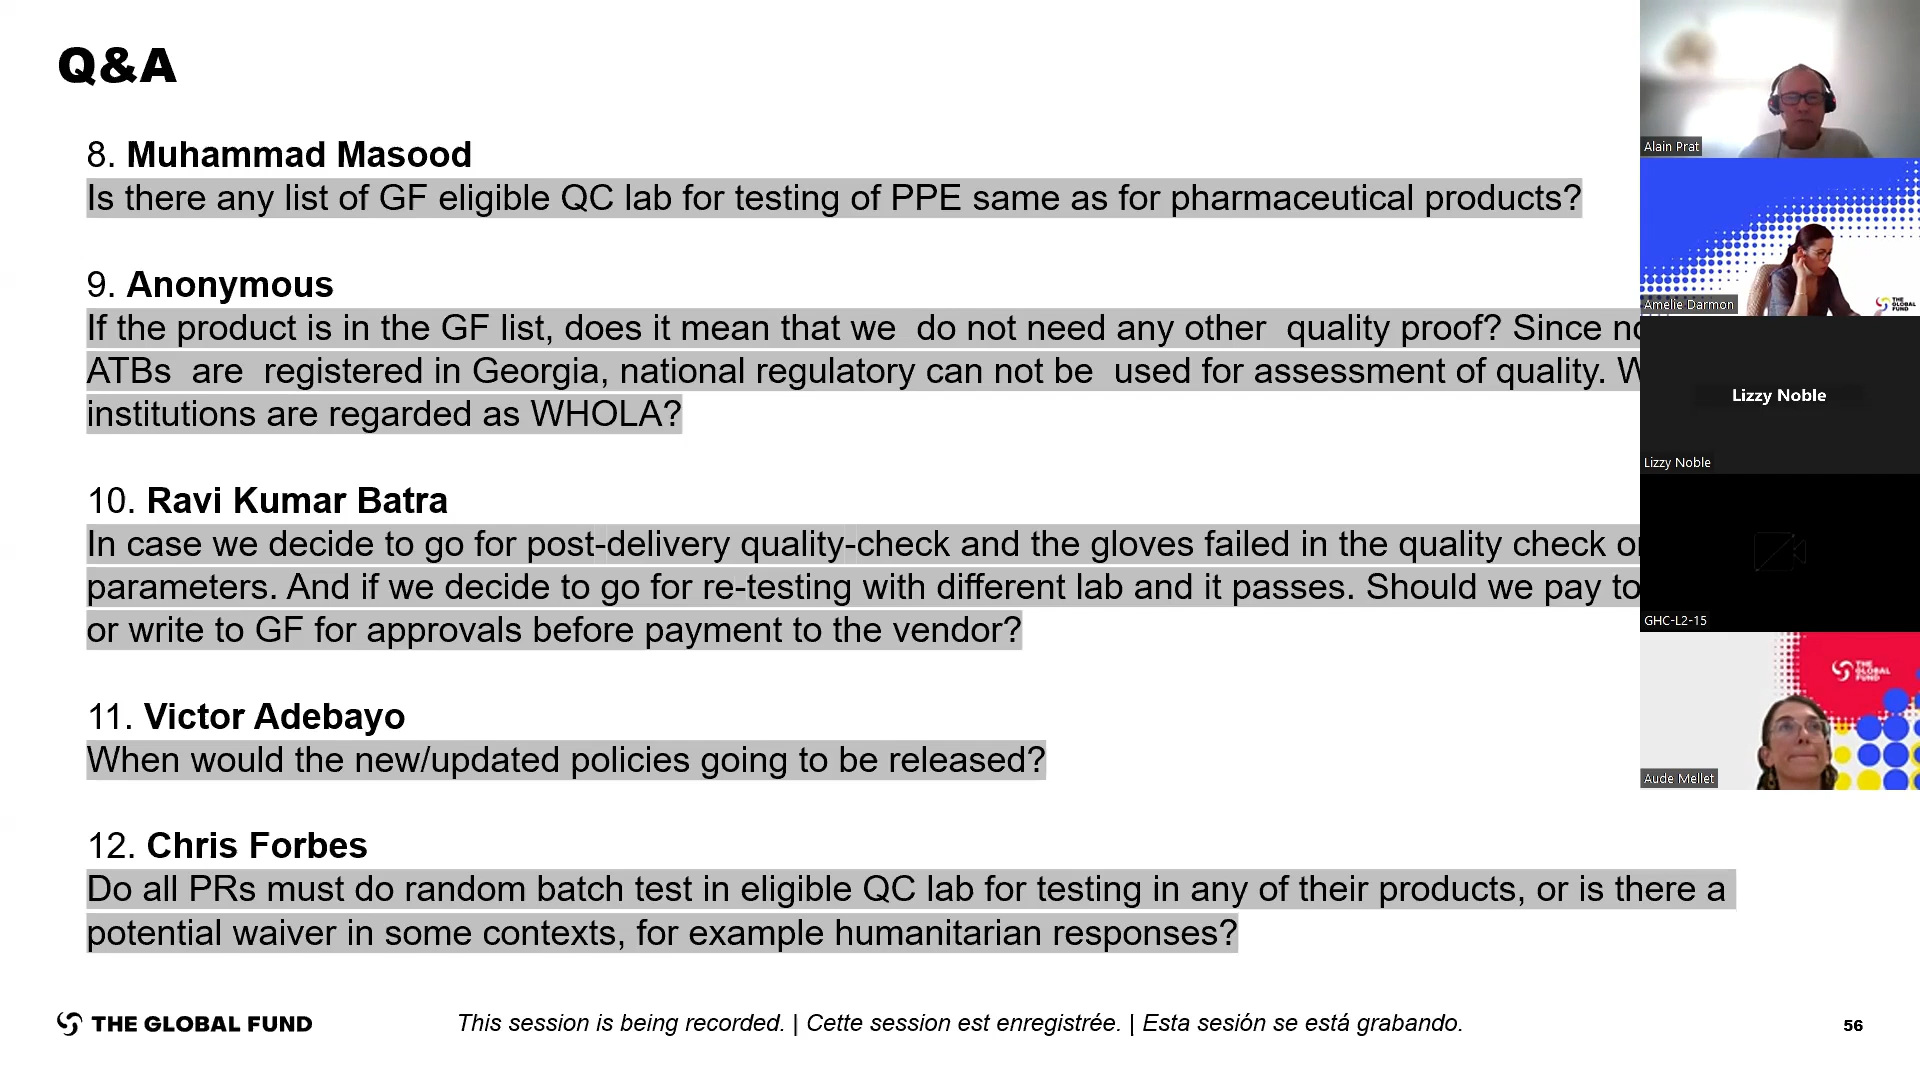 Q&A
8. Muhammad Masood
Is there any list of GF eligible QC lab for testing of PPE same as for pharmaceutical products?
9. Anonymous
If the product is in the GF list, does it mean that we  do not need any other  quality proof? Since
ATBs  are  registered in Georgia, national regulatory can not be  used for assessment of quality.
institutions are regarded as WHOLA?
10. Ravi Kumar Batra
In case we decide to go for post-delivery quality-check and the gloves failed in the quality check
parameters. And if we decide to go for re-testing with different lab and it passes. Should we pay to
or write to GF for approvals before payment to the vendor?
11. Victor Adebayo
When would the new/updated policies going to be released?
12. Chris Forbes
Do all PRs must do random batch test in eligible QC lab for testing in any of their products, or is there a
potential waiver in some contexts, for example humanitarian responses?
THE GLOBAL FUND
This session is being recorded. | Cette session est enregistrée. | Esta sesión se está grabando.
56
Alain Prat
THE GLOBAL FUND
Amélie Darmon
Lizzy Noble
Lizzy Noble
GHC-L2-15
THE GLOBAL FUND
Aude Mellet